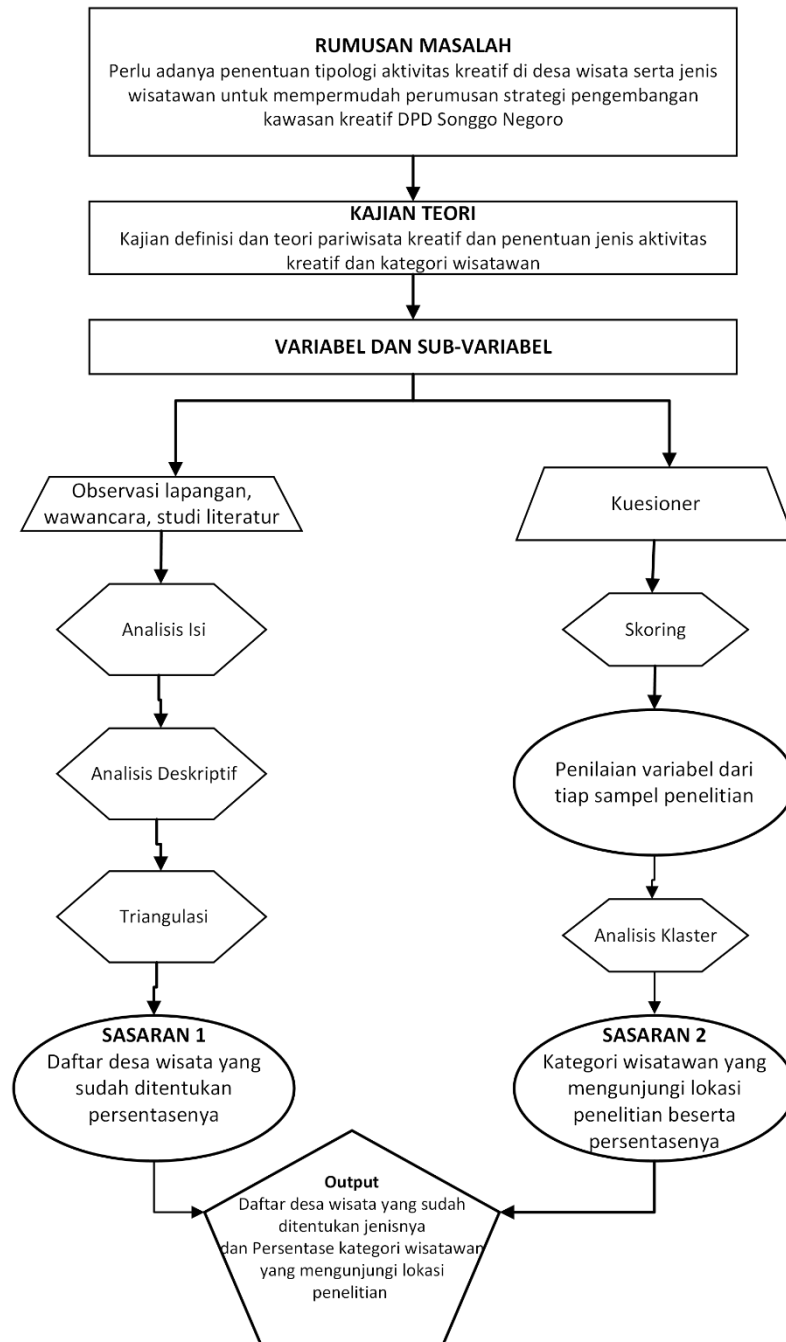 RUMUSAN MASALAH
Perlu adanya penentuan tipologi aktivitas kreatif di desa wisata serta jenis
wisatawan untuk mempermudah perumusan strategi pengembangan
kawasan kreatif DPD Songgo Negoro
KAJIAN TEORI
Kajian definisi dan teori pariwisata kreatif dan penentuan jenis aktivitas
kreatif dan kategori wisatawan
VARIABEL DAN SUB-VARIABEL
Observasi lapangan,
wawancara, studi literatur
Analisis Isi
Analisis Deskriptif
Triangulasi
SASARAN 1
Daftar desa wisata yang
sudah ditentukan
persentasenya
Kuesioner
Skoring
Penilaian variabel dari
tiap sampel penelitian
Analisis Klaster
SASARAN 2
Kategori wisatawan yang
mengunjungi lokasi
penelitian beserta
persentasenya
Output
Daftar desa wisata yang sudah
ditentukan jenisnya
dan Persentase kategori wisatawan
yang mengunjungi lokasi
penelitian